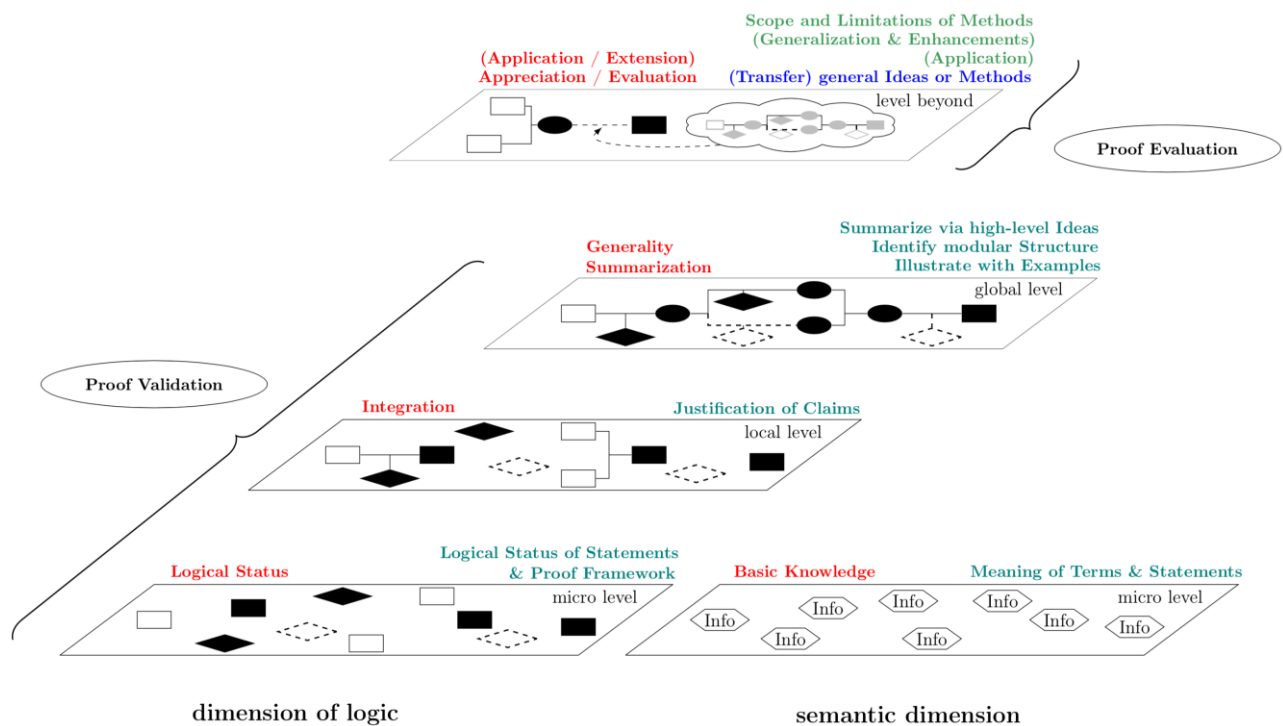 Scope and Limitations of Methods
(Generalization & Enhancements)
(Application / Extension)
(Application)
Appreciation / Evaluation
(Transfer) general Ideas or Methods
level beyond
Proof Evaluation
Summarize via high-level Ideas
Generality
Identify modular Structure
Summarization
Illustrate with Examples
global level
Proof Validation
Integration
Justification of Claims
local level
Logical Status of Statements
Logical Status
& Proof Framework
micro level
Basic Knowledge
Meaning of Terms & Statements
micro level
Info
Info
Info
Info
Info
Info
Info
Info
dimension of logic
semantic dimension